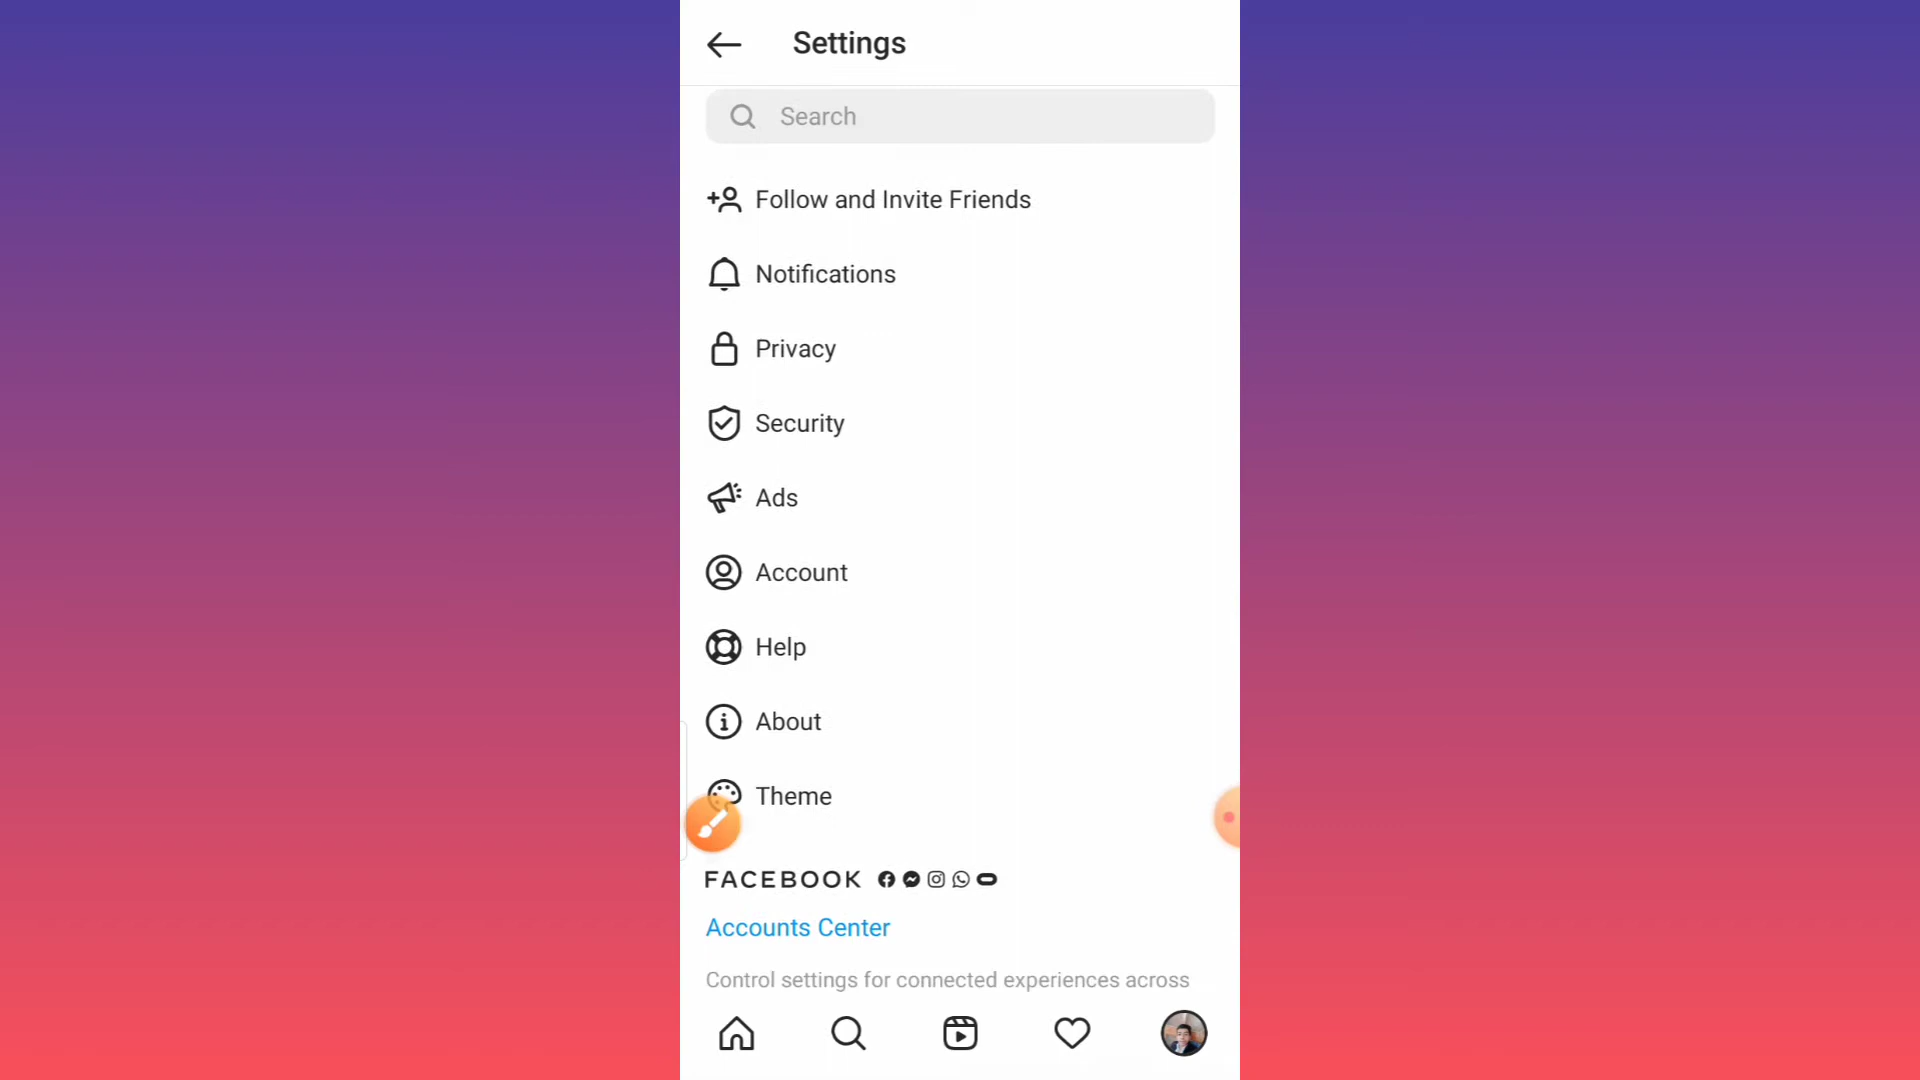 Settings
Search
Follow and Invite Friends
Notifications
Privacy
Security
Ads
Account
Help
About
Theme
FACEBOOK
Accounts Center
Control settings for connected experiences across